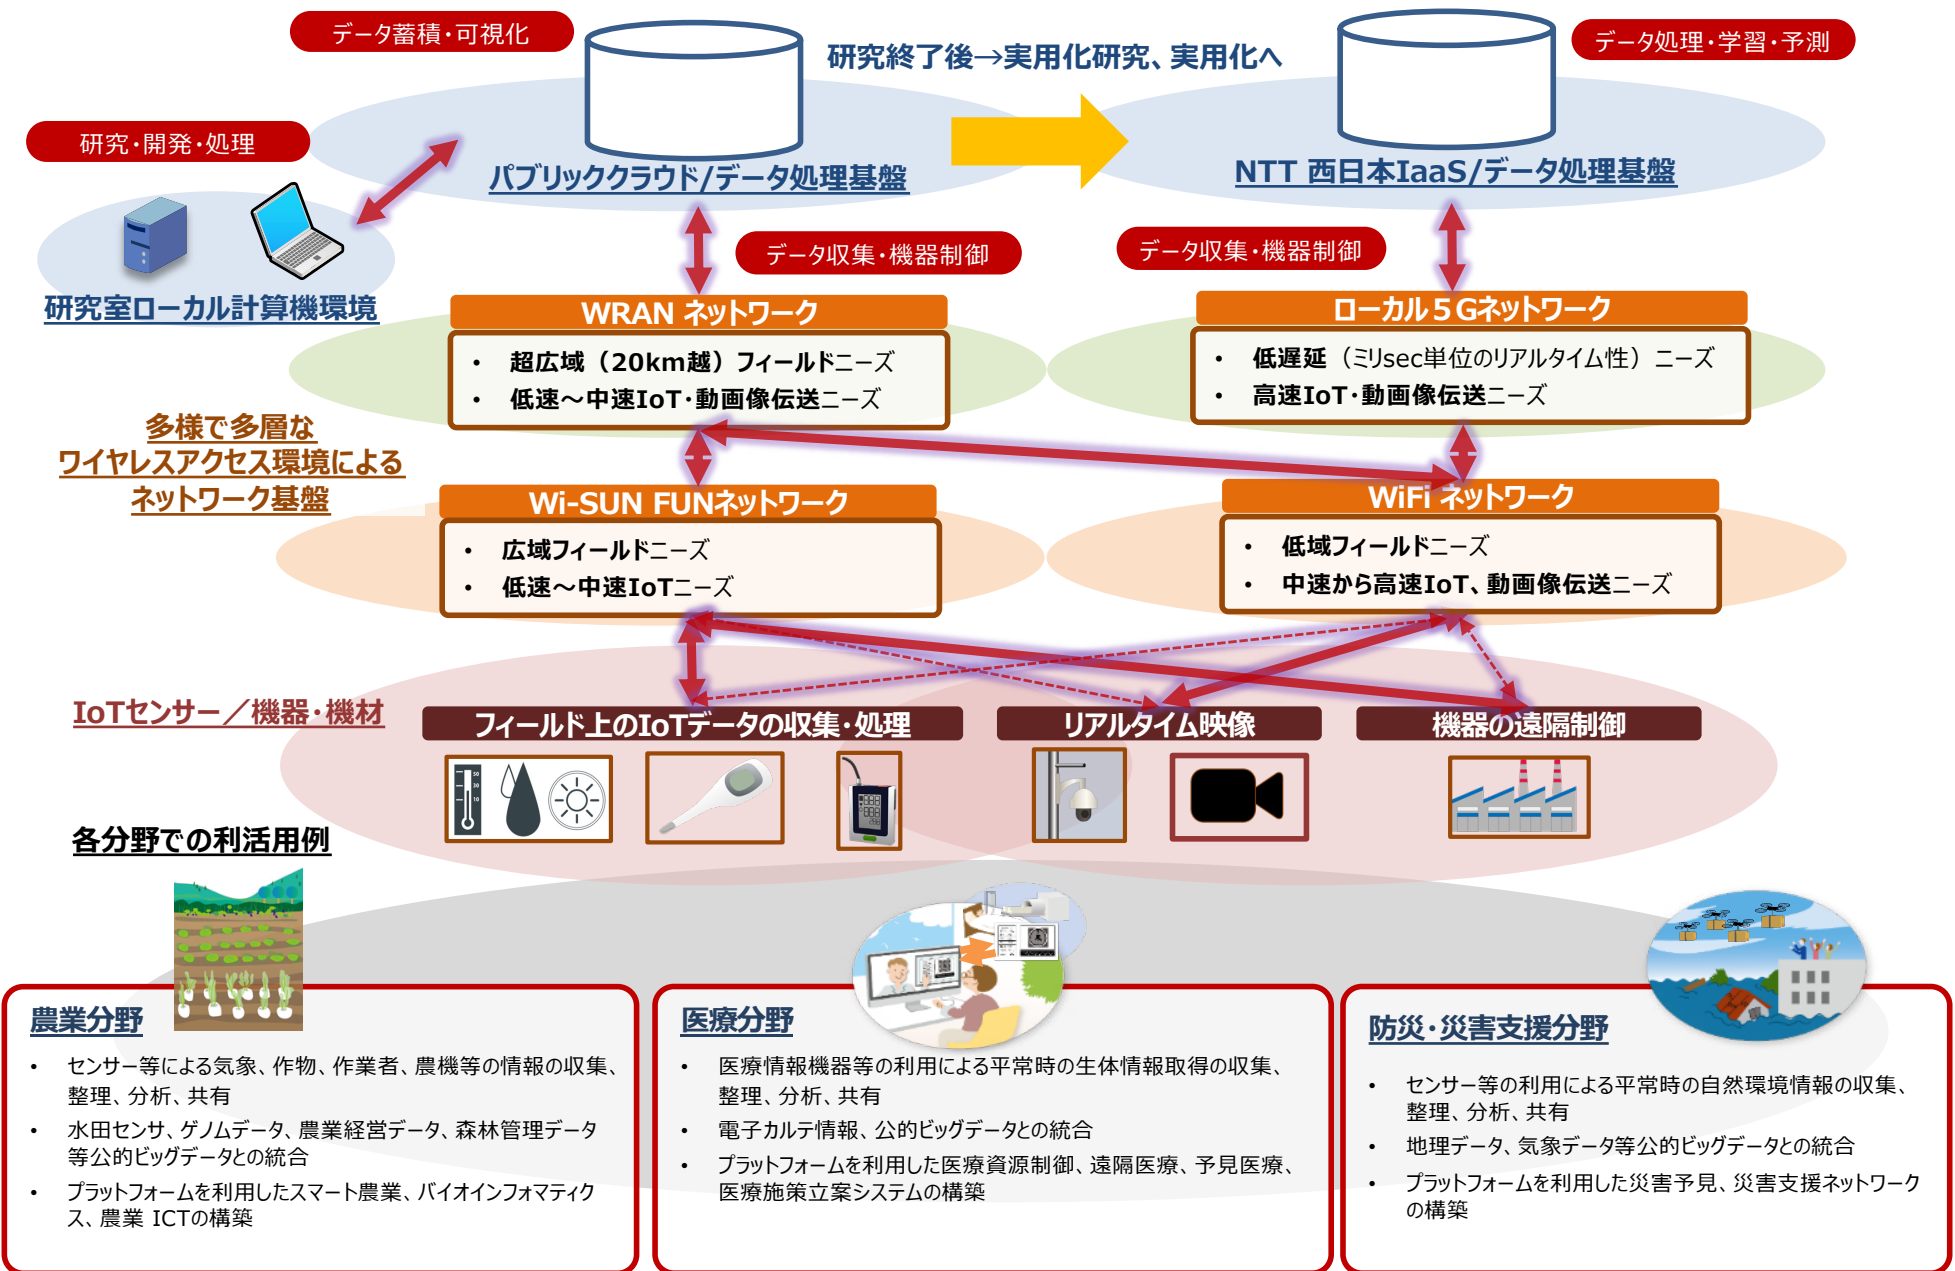 データ蓄積・可視化
研究終了後→実用化研究、実用化へ
データ処理・学習・予測
研究・開発・処理
パブリッククラウド/データ処理基盤
NTT 西日本IaaS/データ処理基盤
データ収集・機器制御
データ収集・機器制御
研究室ローカル計算機環境
WRAN ネットワーク
• 超広域（20km越）フィールドニーズ
• 低速～中速IoT・動画像伝送ニーズ
ローカル５Gネットワーク
• 低遅延（ミリsec単位のリアルタイム性）ニーズ
• 高速IoT・動画像伝送ニーズ
多様で多層な
ワイヤレスアクセス環境による
ネットワーク基盤
Wi-SUN FUNネットワーク
• 広域フィールドニーズ
• 低速～中速IoTニーズ
WiFi ネットワーク
• 低域フィールドニーズ
• 中速から高速IoT、動画像伝送ニーズ
IoTセンサー／機器・機材
フィールド上のIoTデータの収集・処理
リアルタイム映像
機器の遠隔制御
50
30
10
各分野での利活用例
農業分野
• センサー等による気象、作物、作業者、農機等の情報の収集、
整理、分析、共有
• 水田センサ、ゲノムデータ、農業経営データ、森林管理データ
等公的ビッグデータとの統合
• プラットフォームを利用したスマート農業、バイオインフォマティク
ス、農業 ICTの構築
医療分野
• 医療情報機器等の利用による平常時の生体情報取得の収集、
整理、分析、共有
• 電子カルテ情報、公的ビッグデータとの統合
• プラットフォームを利用した医療資源制御、遠隔医療、予見医療、
医療施策立案システムの構築
防災・災害支援分野
• センサー等の利用による平常時の自然環境情報の収集、
整理、分析、共有
• 地理データ、気象データ等公的ビッグデータとの統合
• プラットフォームを利用した災害予見、災害支援ネットワーク
の構築